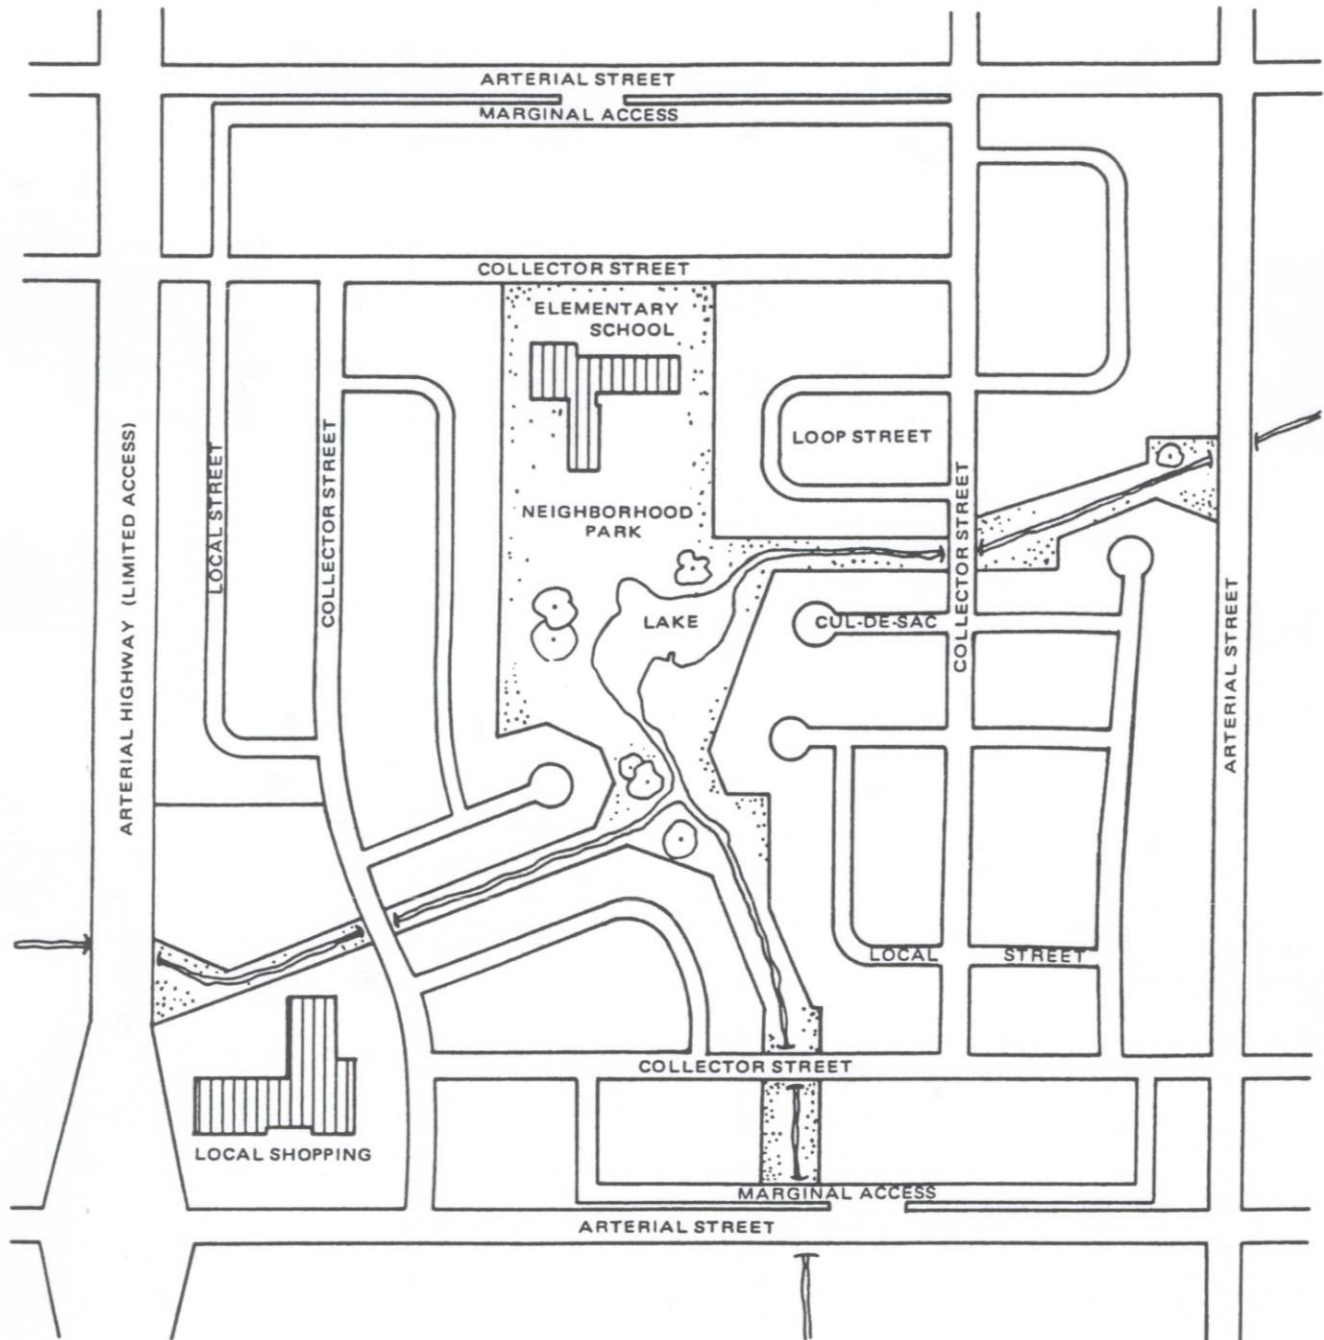 ARTERIAL STREET
MARGINAL ACCESS
COLLECTOR STREET
ELEMENTARY
SCHOOL
ARTERIAL HIGHWAY (LIMITED ACCESS)
LOCAL STREET
COLLECTOR STREET
LOOP STREET
NEIGHBORHOOD
PARK
COLLECTOR STREET
LAKE
CUL-DE-SAC
ARTERIAL STREET
LOCAL STREET
COLLECTOR STREET
LOCAL SHOPPING
MARGINAL ACCESS
ARTERIAL STREET